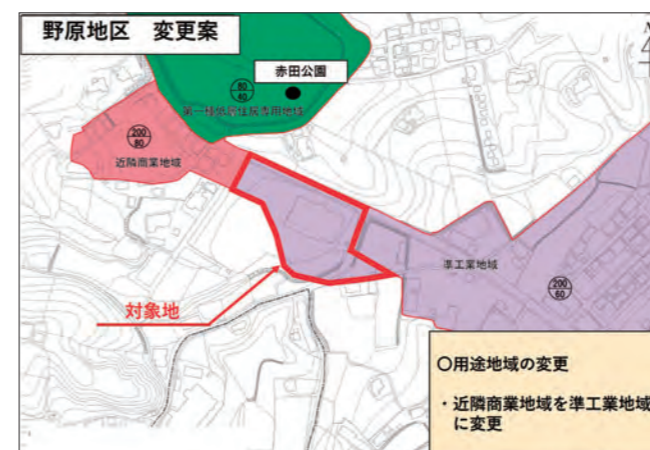 野原地区 変更案
N
赤田公園
80
40
第一種低層住居専用地域
200
80
近隣商業地域
準工業地域
200
60
対象地
○用途地域の変更
・近隣商業地域を準工業地域
に変更